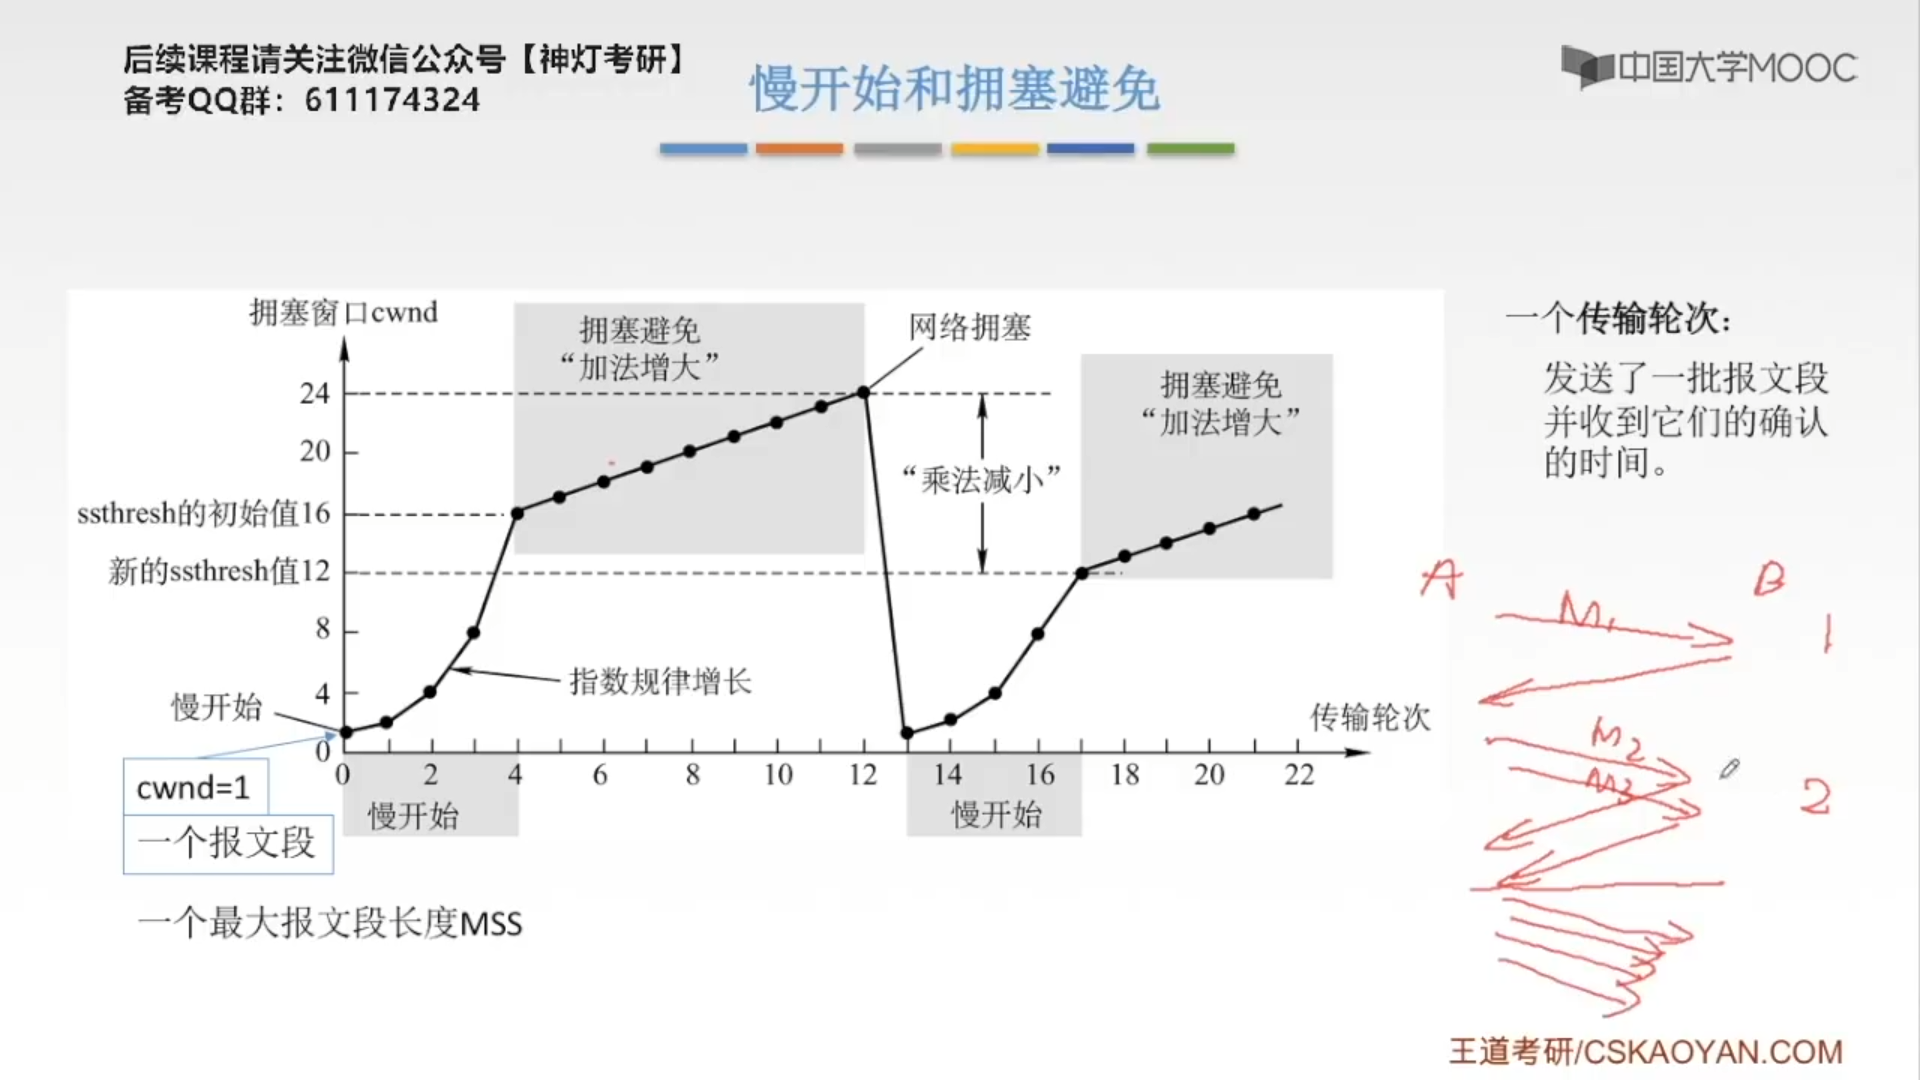 后续课程请关注微信公众号【神灯考研】
备考QQ群：611174324
慢开始和拥塞避免
中国大学MOOC
拥塞窗口cwnd
拥塞避免
“加法增大”
网络拥塞
拥塞避免
“加法增大”
24
20
“乘法减小”
ssthresh的初始值16
新的ssthresh值12
8
指数规律增长
4
慢开始
传输轮次
0
0 2 4 6 8 10 12 14 16 18 20 22
cwnd=1
慢开始
慢开始
一个报文段
一个最大报文段长度MSS
一个传输轮次：
发送了一批报文段
并收到它们的确认
的时间。
A B
M1 1
M2
M3 2
王道考研/CSKAOYAN.COM